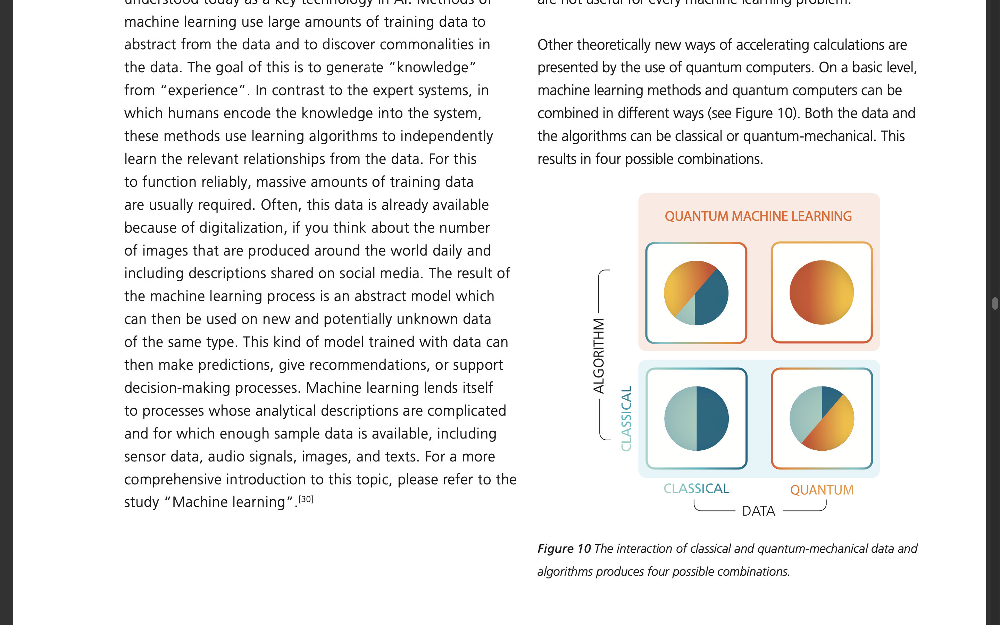 understood today as a key technology in AI. Methods of
machine learning use large amounts of training data to
abstract from the data and to discover commonalities in
the data. The goal of this is to generate “knowledge”
from “experience”. In contrast to the expert systems, in
which humans encode the knowledge into the system,
these methods use learning algorithms to independently
learn the relevant relationships from the data. For this
to function reliably, massive amounts of training data
are usually required. Often, this data is already available
because of digitalization, if you think about the number
of images that are produced around the world daily and
including descriptions shared on social media. The result of
the machine learning process is an abstract model which
can then be used on new and potentially unknown data
of the same type. This kind of model trained with data can
then make predictions, give recommendations, or support
decision-making processes. Machine learning lends itself
to processes whose analytical descriptions are complicated
and for which enough sample data is available, including
sensor data, audio signals, images, and texts. For a more
comprehensive introduction to this topic, please refer to the
study “Machine learning”.[30]
are not useful for every machine learning problem.
Other theoretically new ways of accelerating calculations are
presented by the use of quantum computers. On a basic level,
machine learning methods and quantum computers can be
combined in different ways (see Figure 10). Both the data and
the algorithms can be classical or quantum-mechanical. This
results in four possible combinations.
QUANTUM MACHINE LEARNING
ALGORITHM
CLASSICAL
CLASSICAL
QUANTUM
DATA
Figure 10 The interaction of classical and quantum-mechanical data and
algorithms produces four possible combinations.